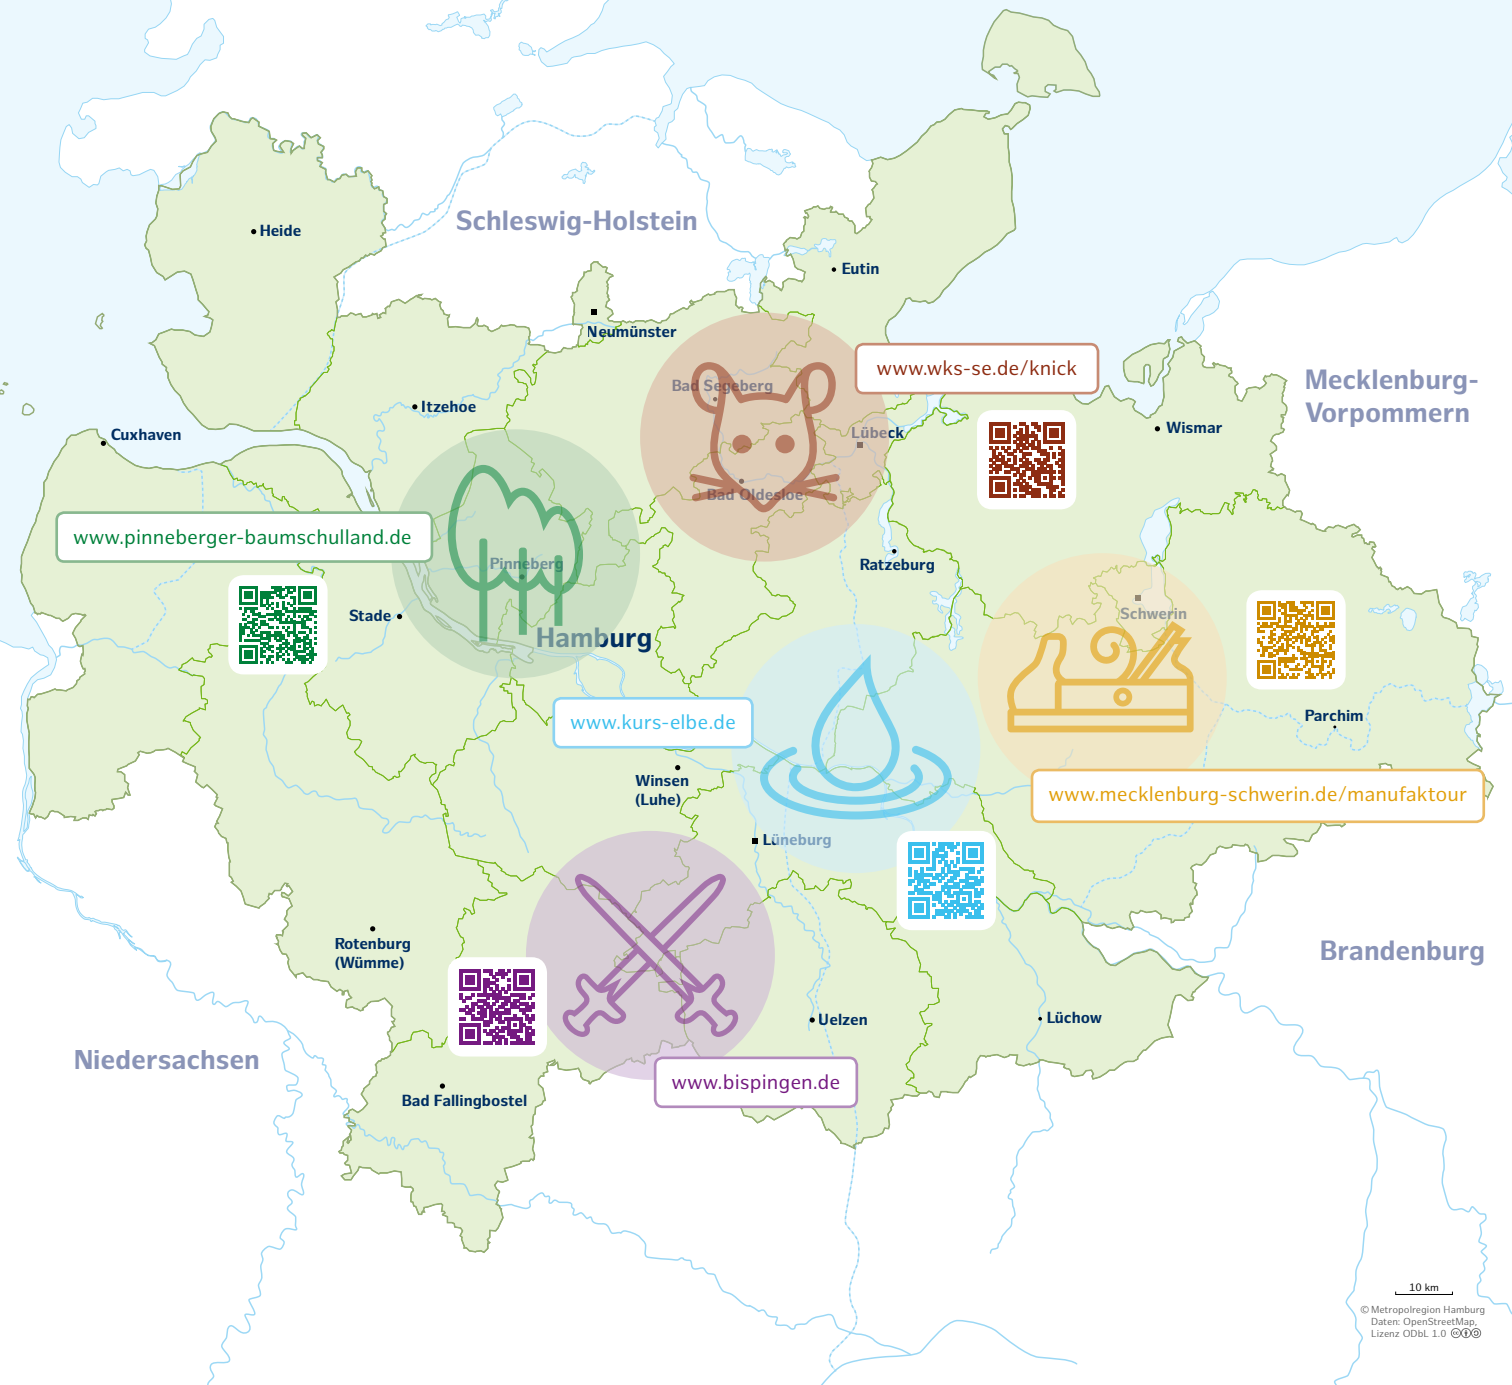 Schleswig-Holstein
Heide
Eutin
Neumünster
Bad Segeberg
www.wks-se.de/knick
Mecklenburg-
Vorpommern
Itzehoe
Cuxhaven
Lübeck
Wismar
Bad Oldesloe
www.pinneberger-baumschulland.de
Pinneberg
Ratzeburg
Stade
Schwerin
Hamburg
www.kurs-elbe.de
Parchim
Winsen
(Luhe)
www.mecklenburg-schwerin.de/manufaktour
Lüneburg
Rotenburg
(Wümme)
Brandenburg
Uelzen
Lüchow
Niedersachsen
www.bispingen.de
Bad Fallingbostel
10 km
© Metropolregion Hamburg
Daten: OpenStreetMap,
Lizenz ODbL 1.0